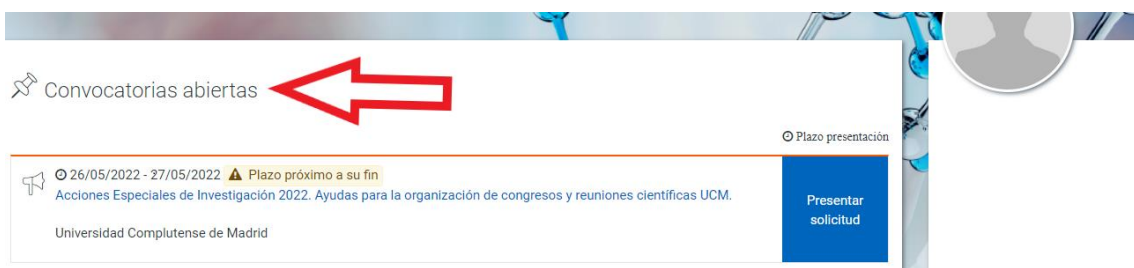 Convocatorias abiertas
Plazo presentación
26/05/2022 - 27/05/2022 Plazo próximo a su fin
Acciones Especiales de Investigación 2022. Ayudas para la organización de congresos y reuniones científicas UCM.
Presentar
solicitud
Universidad Complutense de Madrid